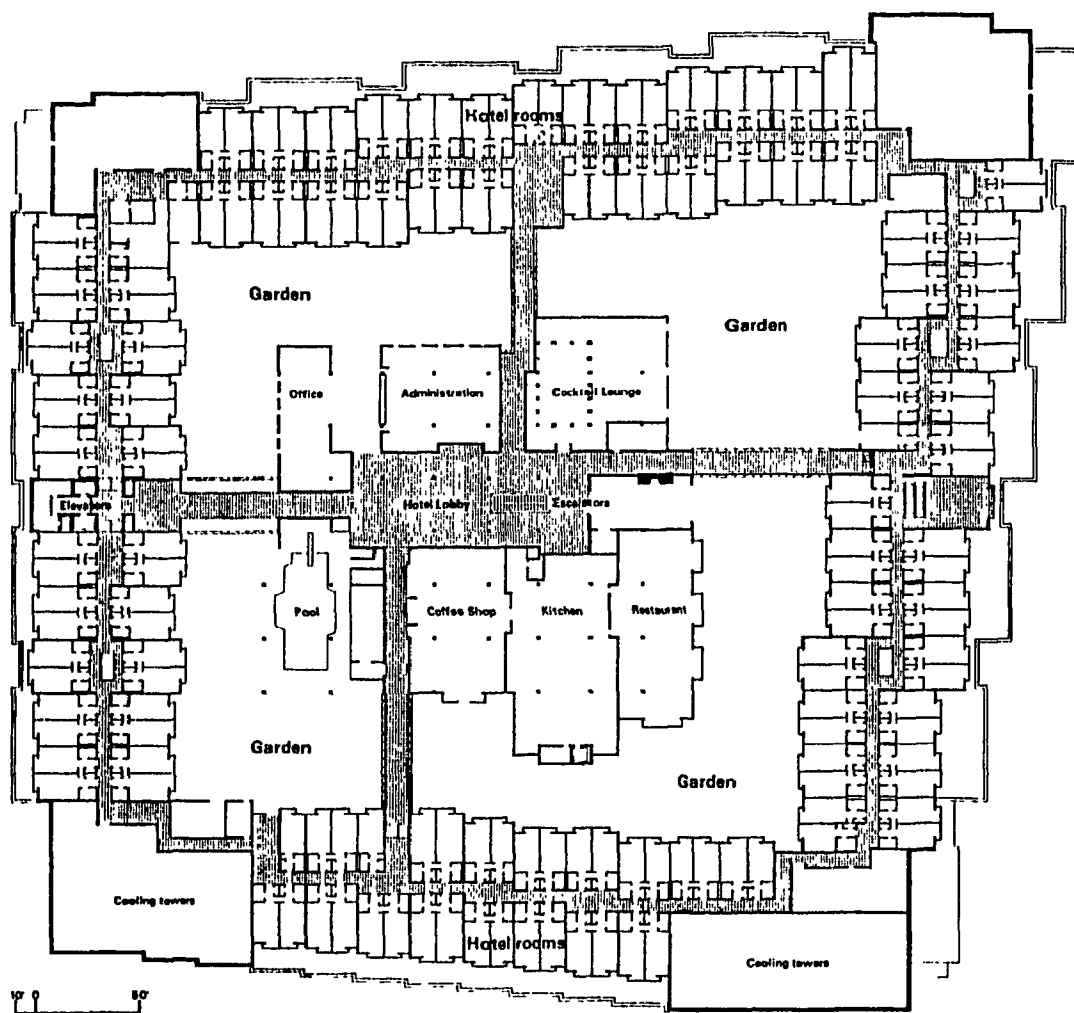 Hotel rooms
Garden
Garden
Office
Administration
Cocktail Lounge
Elevators
Hotel Lobby
Escalators
Pool
Coffee Shop
Kitchen
Restaurant
Garden
Garden
Cooling towers
Hotel rooms
Cooling towers
10' 0 50'